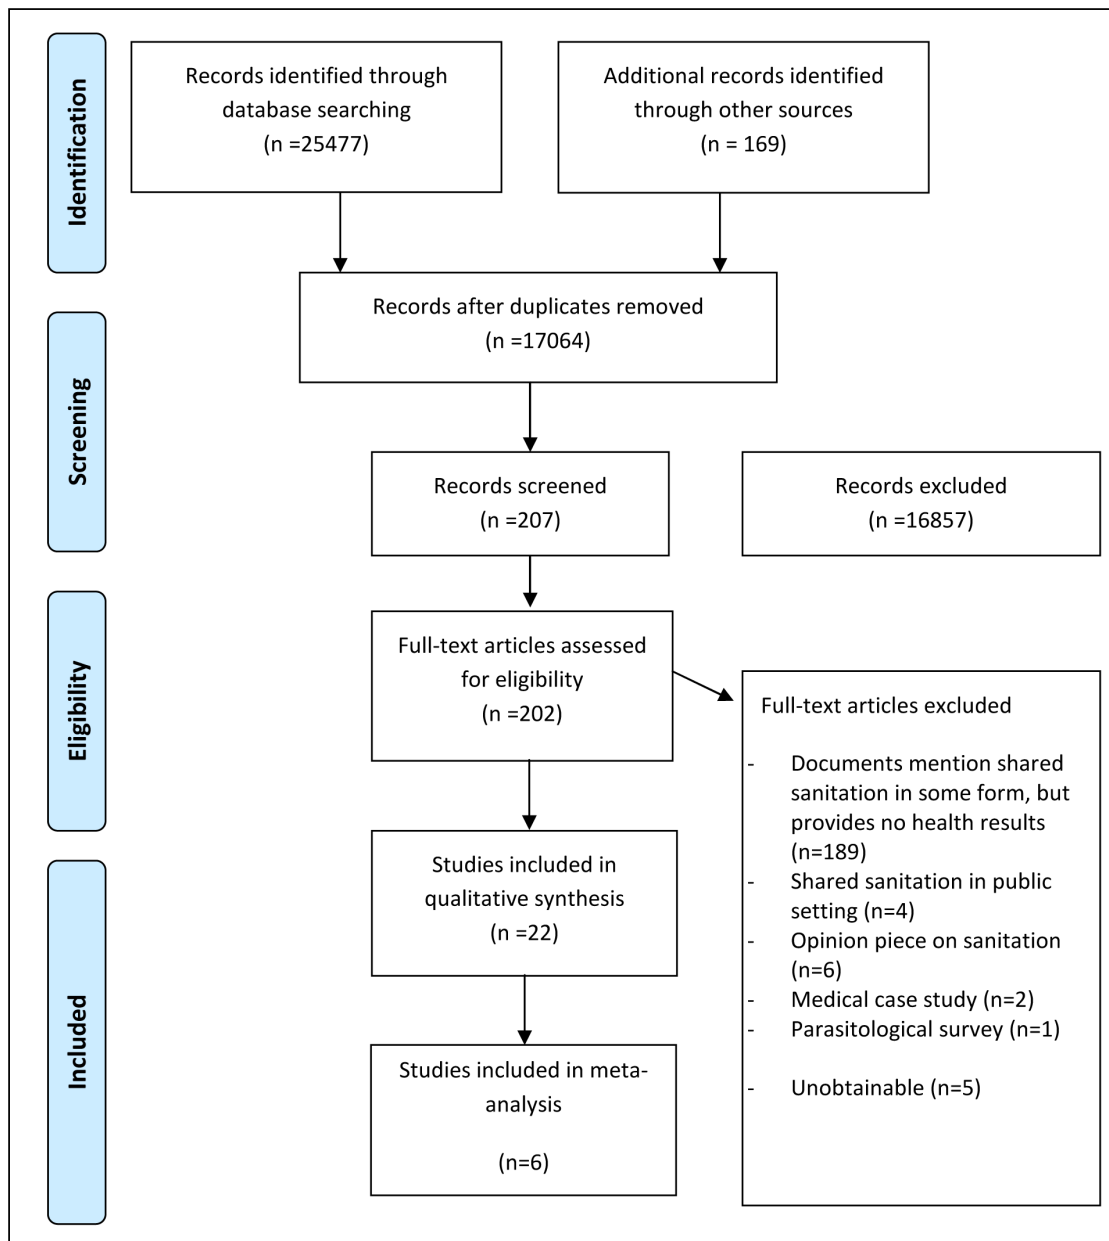 Identification
Records identified through
database searching
(n =25477)
Additional records identified
through other sources
(n = 169)
Records after duplicates removed
(n =17064)
Screening
Records screened
(n =207)
Records excluded
(n =16857)
Eligibility
Full-text articles assessed
for eligibility
(n =202)
Full-text articles excluded
- Documents mention shared
sanitation in some form, but
provides no health results
(n=189)
- Shared sanitation in public
setting (n=4)
- Opinion piece on sanitation
(n=6)
- Medical case study (n=2)
- Parasitological survey (n=1)
- Unobtainable (n=5)
Included
Studies included in
qualitative synthesis
(n =22)
Studies included in meta-
analysis
(n=6)